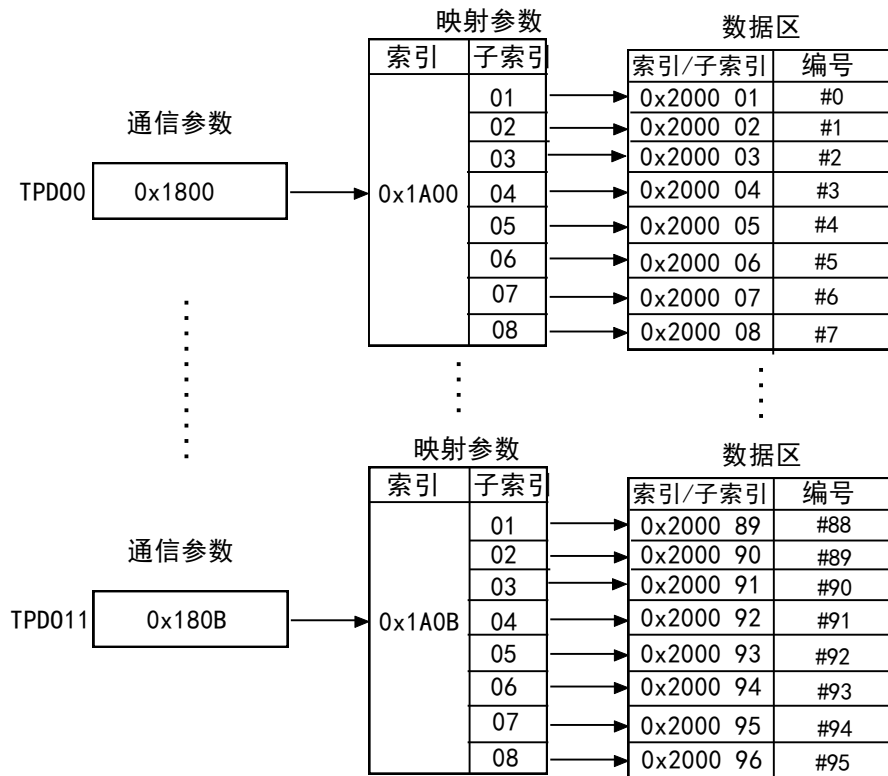 映射参数
数据区
索引 子索引
索引/子索引 编号
通信参数
TPDO0 0x1800
0x1A00
01 0x2000 01 #0
02 0x2000 02 #1
03 0x2000 03 #2
04 0x2000 04 #3
05 0x2000 05 #4
06 0x2000 06 #5
07 0x2000 07 #6
08 0x2000 08 #7
映射参数
数据区
索引 子索引
索引/子索引 编号
通信参数
TPDO11 0x180B
0x1A0B
01 0x2000 89 #88
02 0x2000 90 #89
03 0x2000 91 #90
04 0x2000 92 #91
05 0x2000 93 #92
06 0x2000 94 #93
07 0x2000 95 #94
08 0x2000 96 #95